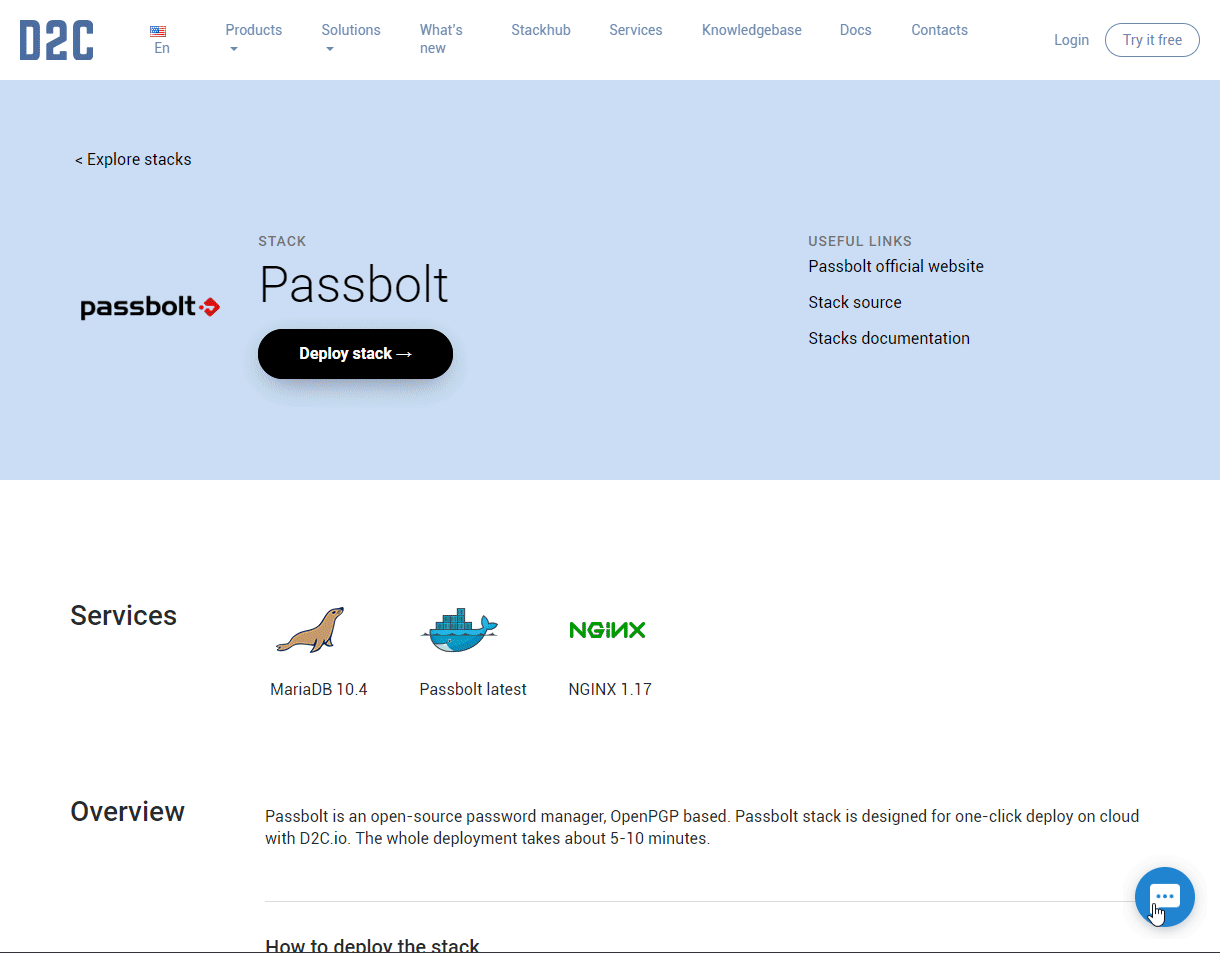 D2C
En
Products
Solutions
What's
new
Stackhub
Services
Knowledgebase
Docs
Contacts
Login
Try it free
< Explore stacks
passbolt
STACK
Passbolt
Deploy stack →
USEFUL LINKS
Passbolt official website
Stack source
Stacks documentation
Services
NGiNX
MariaDB 10.4
Passbolt latest
NGINX 1.17
Overview
Passbolt is an open-source password manager, OpenPGP based. Passbolt stack is designed for one-click deploy on cloud
with D2C.io. The whole deployment takes about 5-10 minutes.
How to deploy the stack